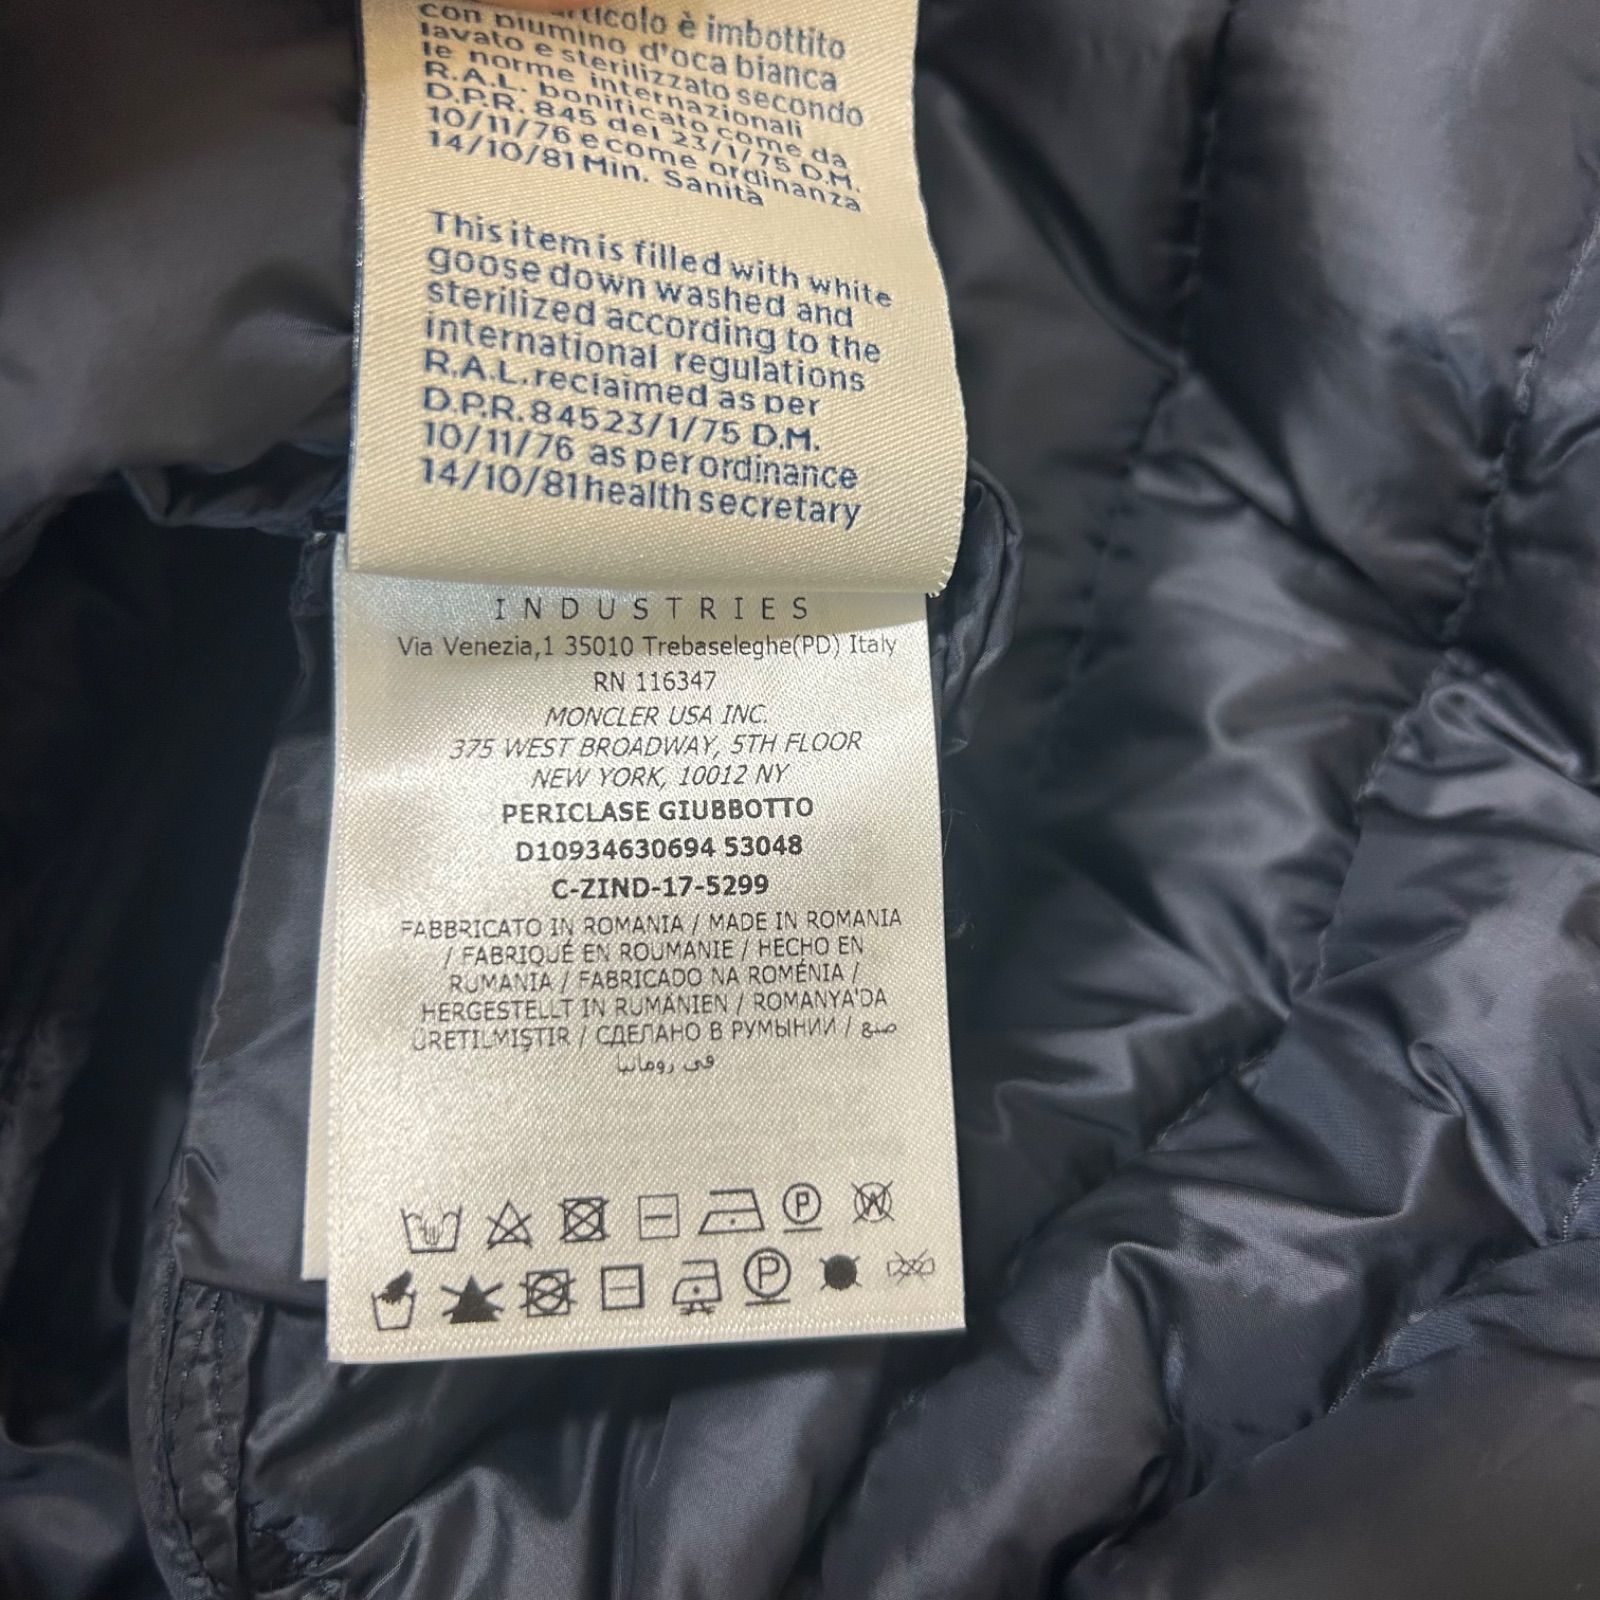 articolo è imbottito
con piumino d'oca bianca
lavato e sterilizzato secondo
le norme internazionali
R.A.L. bonificato come da
D.P.R. 845 del 23/1/75 D.M.
10/11/76 e come ordinanza
14/10/81 Min. Sanità
This item is filled with white
goose down washed and
sterilized according to the
international regulations
R.A.L. reclaimed as per
D.P.R. 845 23/1/75 D.M.
10/11/76 as per ordinance
14/10/81 health secretary
INDUSTRIES
Via Venezia,1 35010 Trebaseleghe(PD) Italy
RN 116347
MONCLER USA INC.
375 WEST BROADWAY, 5TH FLOOR
NEW YORK, 10012 NY
PERICLASE GIUBBOTTO
D10934630694 53048
C-ZIND-17-5299
FABBRICATO IN ROMANIA / MADE IN ROMANIA
/ FABRIQUÉ EN ROUMANIE / HECHO EN
RUMANIA / FABRICADO NA ROMÉNIA /
HERGESTELLT IN RUMÄNIEN / ROMANYA'DA
ÜRETILMIŞTIR / СДЕЛАНО В РУМЫНИИ / صنع
في رومانيا
P W
P